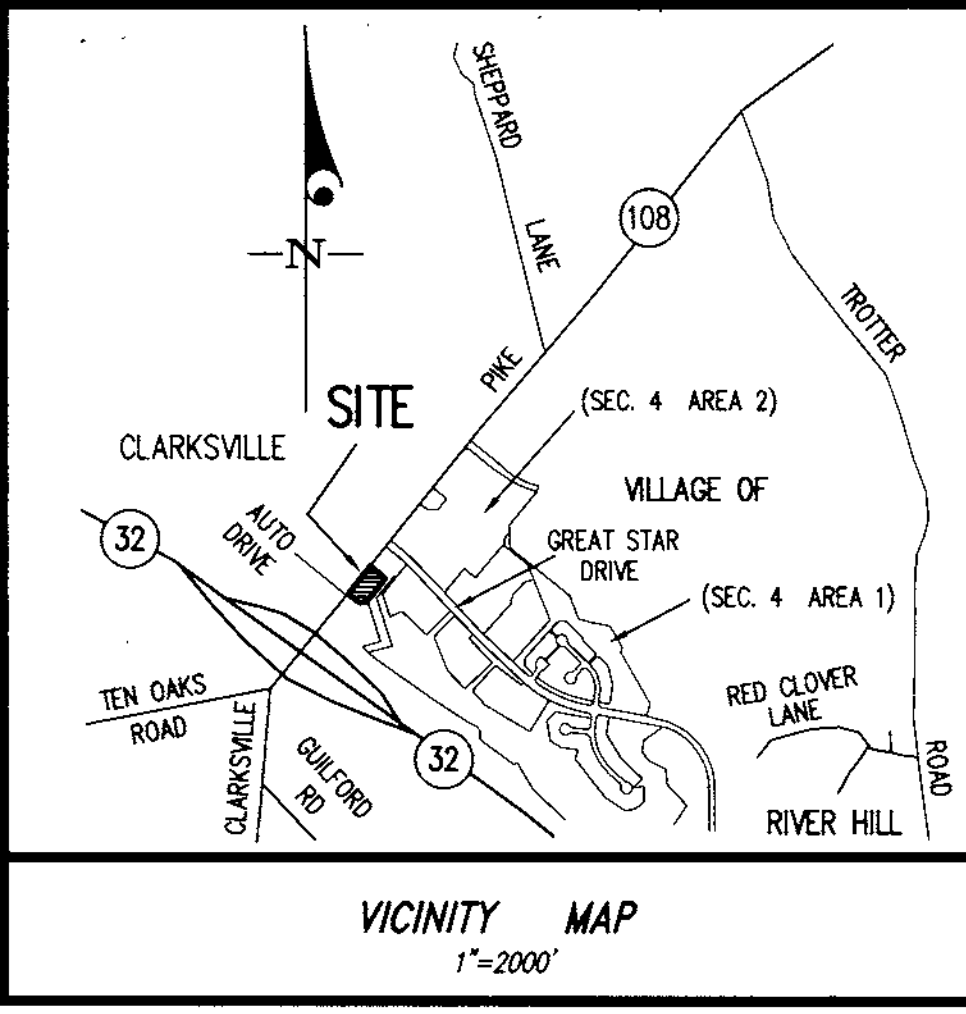 SHEPPARD
LANE
108
N
TROTTER
PIKE
SITE
(SEC. 4 AREA 2)
CLARKSVILLE
VILLAGE OF
AUTO
DRIVE
32
GREAT STAR
DRIVE
(SEC. 4 AREA 1)
TEN OAKS
ROAD
RED CLOVER
LANE
CLARKSVILLE
GUILFORD
RD
32
ROAD
RIVER HILL
VICINITY MAP
1"=2000'